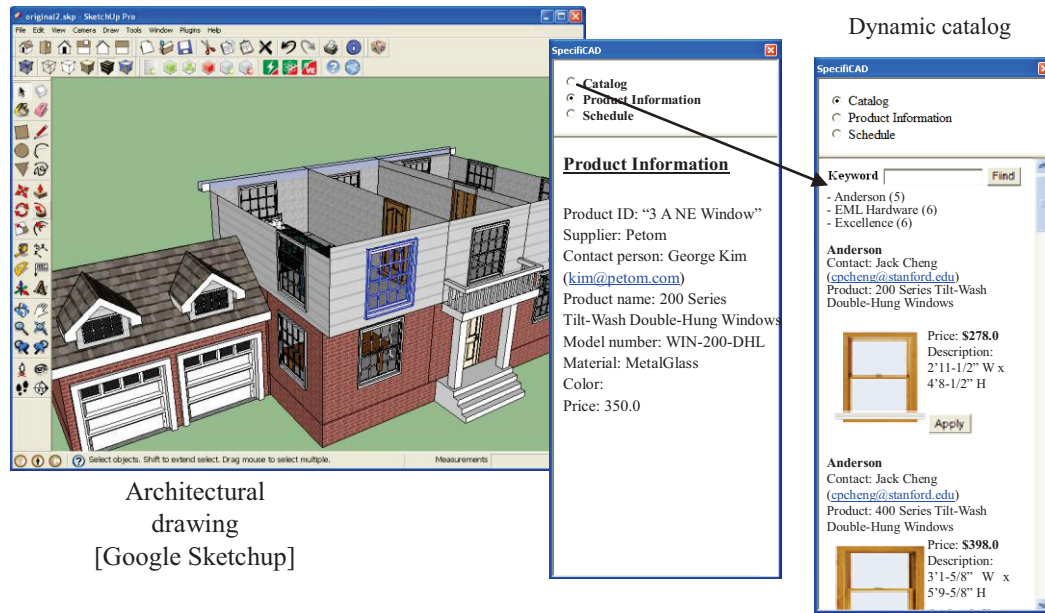 original2.skp - SketchUp Pro
File Edit View Camera Draw Tools Window Plugins Help
Select objects. Shift to extend select. Drag mouse to select multiple.
Measurements
Architectural
drawing
[Google Sketchup]
SpecifiCAD
Catalog
Product Information
Schedule
Product Information
Product ID: “3 A NE Window”
Supplier: Petom
Contact person: George Kim
(kim@petom.com)
Product name: 200 Series
Tilt-Wash Double-Hung Windows
Model number: WIN-200-DHL
Material: MetalGlass
Color:
Price: 350.0
Dynamic catalog
SpecifiCAD
Catalog
Product Information
Schedule
Keyword Find
- Anderson (5)
- EML Hardware (6)
- Excellence (6)
Anderson
Contact: Jack Cheng
(cpcheng@stanford.edu)
Product: 200 Series Tilt-Wash
Double-Hung Windows
Price: $278.0
Description:
2’11-1/2” W x
4’8-1/2” H
Apply
Anderson
Contact: Jack Cheng
(cpcheng@stanford.edu)
Product: 400 Series Tilt-Wash
Double-Hung Windows
Price: $398.0
Description:
3’1-5/8” W x
5’9-5/8” H